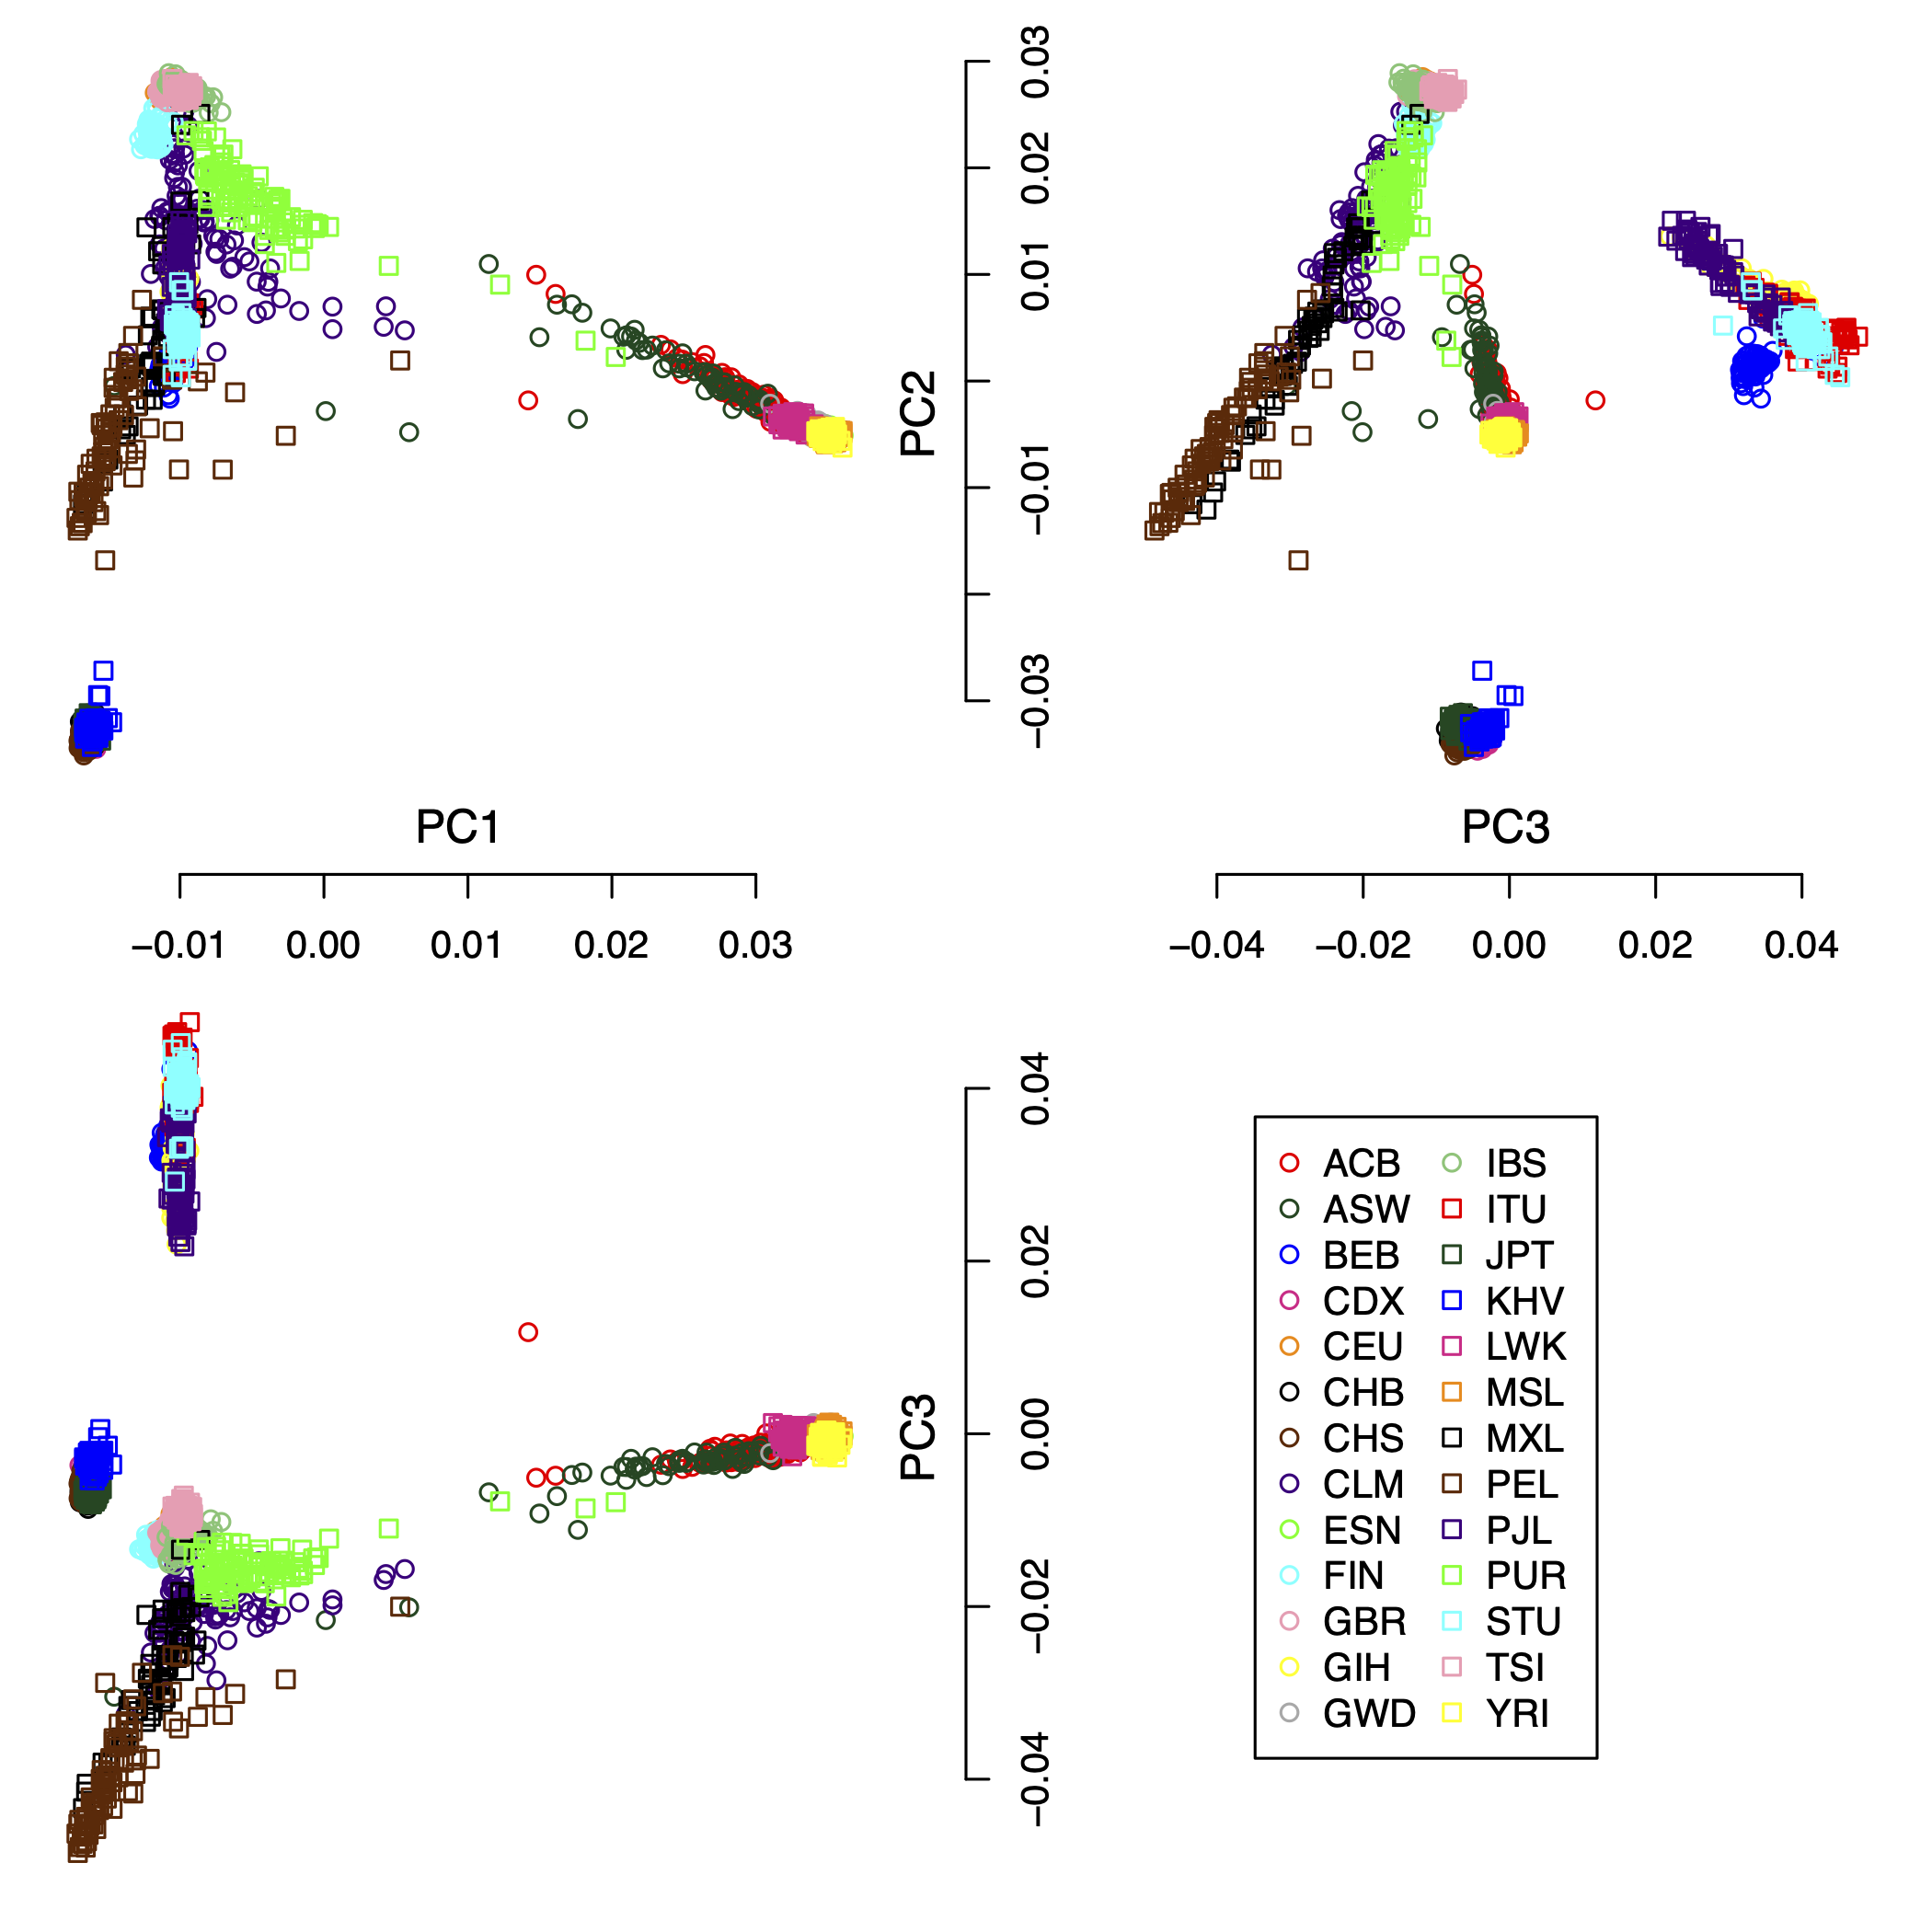 0.03
0.02
0.01
−0.01
−0.03
PC2
PC1
PC3
−0.01 0.00 0.01 0.02 0.03
−0.04 −0.02 0.00 0.02 0.04
0.04
0.02
0.00
−0.02
−0.04
PC3
ACB IBS
ASW ITU
BEB JPT
CDX KHV
CEU LWK
CHB MSL
CHS MXL
CLM PEL
ESN PJL
FIN PUR
GBR STU
GIH TSI
GWD YRI